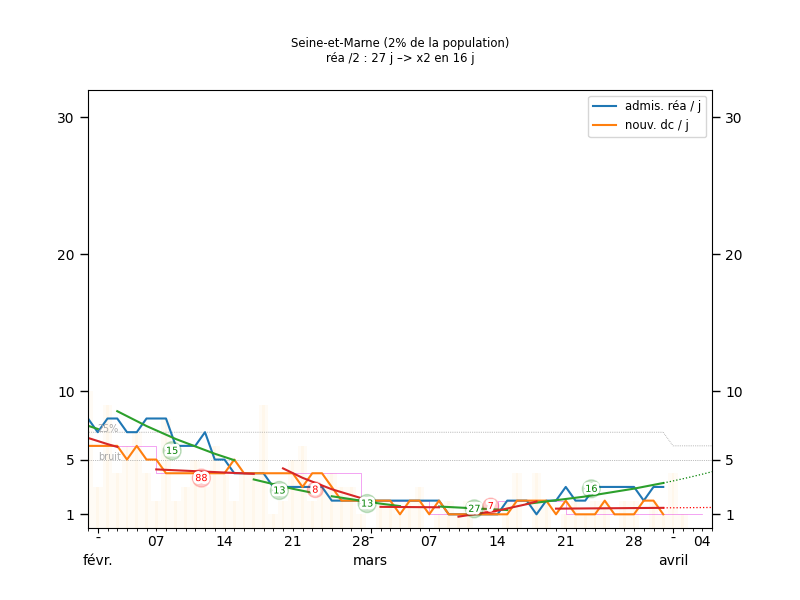 Seine-et-Marne (2% de la population)
réa /2 : 27 j –> x2 en 16 j
admis. réa / j
nouv. dc / j
30 30
20 20
10 10
25%
bruit
15
88
13
8
13
27
7
16
5 5
1 1
- 07 14 21 28 - 07 14 21 28 - 04
févr. mars avril